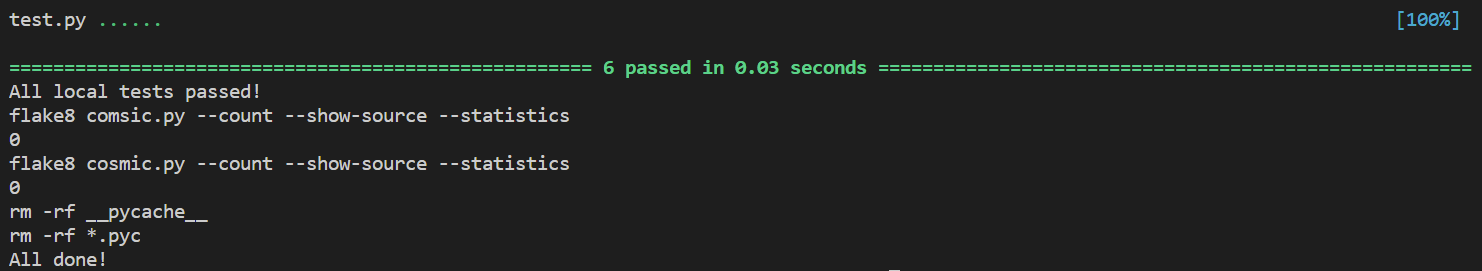 test.py ...... [100%]
===================================================== 6 passed in 0.03 seconds ======================================================
All local tests passed!
flake8 comsic.py --count --show-source --statistics
0
flake8 cosmic.py --count --show-source --statistics
0
rm -rf __pycache__
rm -rf *.pyc
All done!